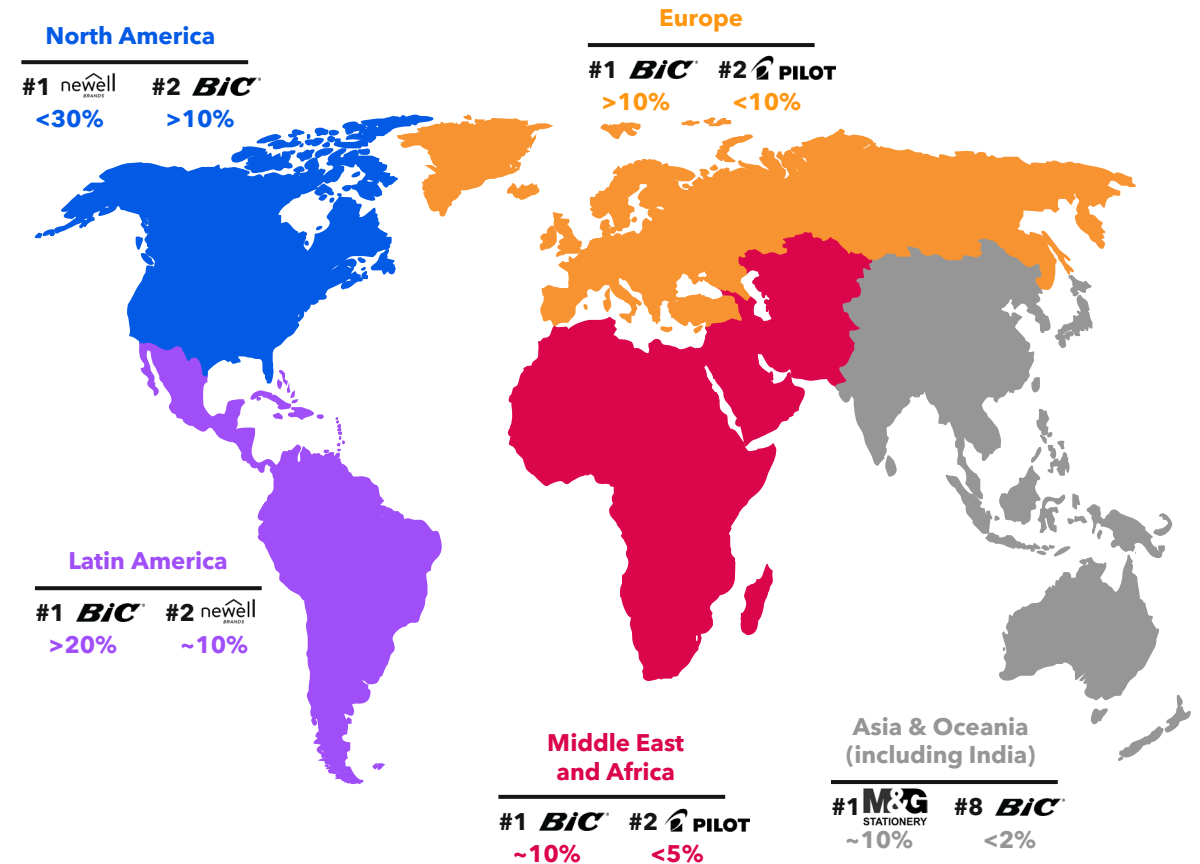 North America
#1 newell BRANDS #2 BiC®
<30% >10%
Europe
#1 BiC® #2 PILOT
>10% <10%
Latin America
#1 BiC® #2 newell BRANDS
>20% ~10%
Middle East
and Africa
#1 BiC® #2 PILOT
~10% <5%
Asia & Oceania
(including India)
#1 M&G STATIONERY #8 BiC®
~10% <2%